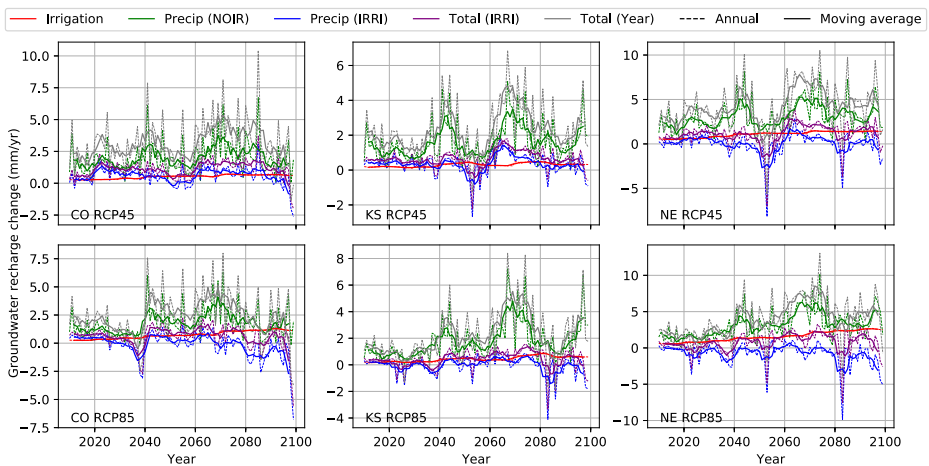 Irrigation Precip (NOIR) Precip (IRRI) Total (IRRI) Total (Year) Annual Moving average
Groundwater recharge change (mm/yr)
10.0
7.5
5.0
2.5
0.0
−2.5
CO RCP45
6
4
2
0
−2
KS RCP45
10
5
0
−5
NE RCP45
7.5
5.0
2.5
0.0
−2.5
−5.0
−7.5
CO RCP85
2020 2040 2060 2080 2100
Year
8
6
4
2
0
−2
−4
KS RCP85
2020 2040 2060 2080 2100
Year
10
5
0
−5
−10
NE RCP85
2020 2040 2060 2080 2100
Year